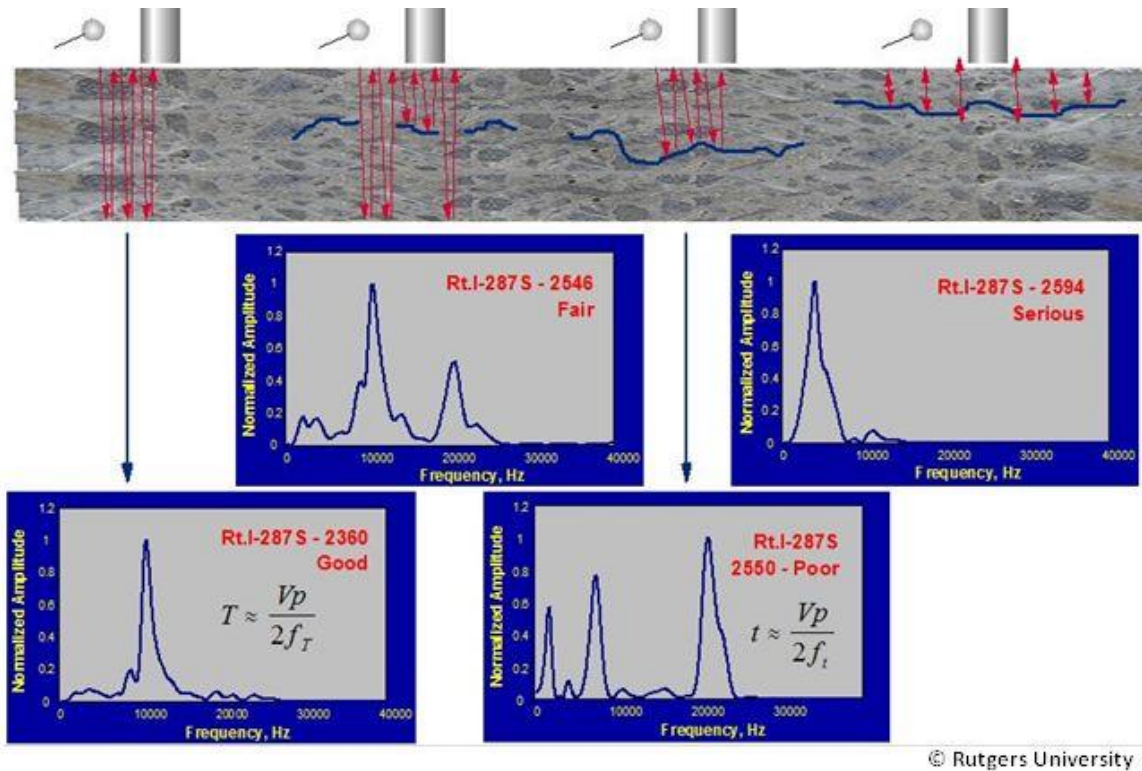 Rt.I-287S - 2546
Fair
Normalized Amplitude
1.2
1
0.8
0.6
0.4
0.2
0
0 10000 20000 30000 40000
Frequency, Hz
Rt.I-287S - 2594
Serious
Normalized Amplitude
1.2
1
0.8
0.6
0.4
0.2
0
0 10000 20000 30000 40000
Frequency, Hz
Rt.I-287S - 2360
Good
T ≈ Vp / 2f_T
Normalized Amplitude
1.2
1
0.8
0.6
0.4
0.2
0
0 10000 20000 30000 40000
Frequency, Hz
Rt.I-287S
2550 - Poor
t ≈ Vp / 2f_t
Normalized Amplitude
1.2
1
0.8
0.6
0.4
0.2
0
0 10000 20000 30000
Frequency, Hz
© Rutgers University